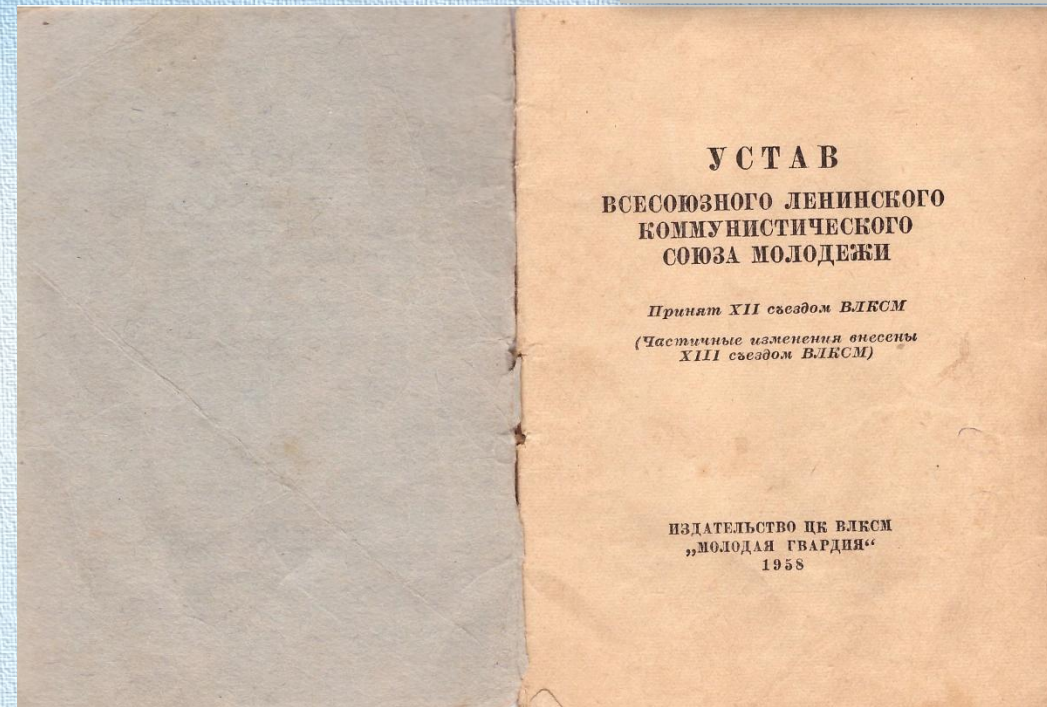 УСТАВ
ВСЕСОЮЗНОГО ЛЕНИНСКОГО
КОММУНИСТИЧЕСКОГО
СОЮЗА МОЛОДЕЖИ
Принят XII съездом ВЛКСМ
(Частичные изменения внесены
XIII съездом ВЛКСМ)
ИЗДАТЕЛЬСТВО ЦК ВЛКСМ
„МОЛОДАЯ ГВАРДИЯ“
1958